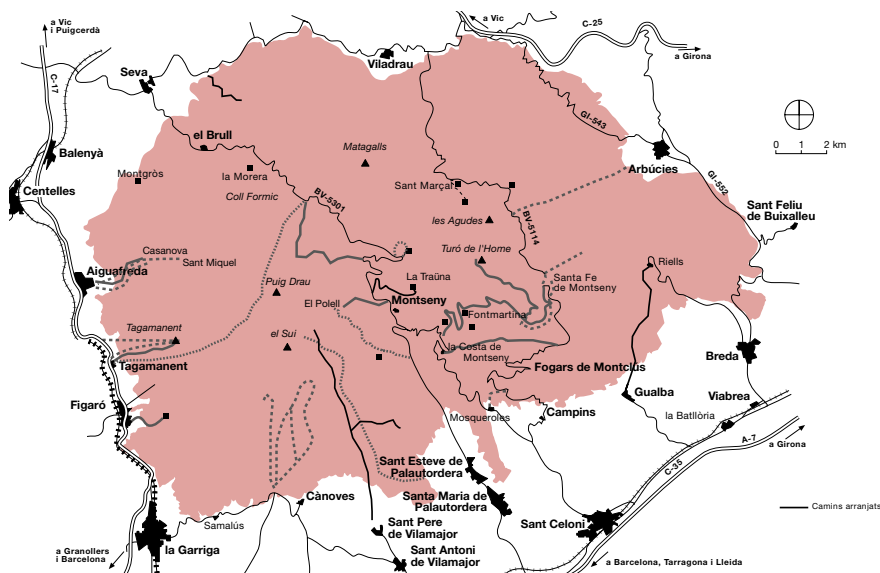 a Vic
i Puigcerdà
a Vic
C-25
a Girona
C-17
Seva
Viladrau
el Brull
Balenyà
Matagalls
GI-543
0 1 2 km
Arbúcies
Montgròs
la Morera
Coll Formic
BV-5301
Sant Marçal
GI-552
Centelles
les Agudes
BV-5114
Sant Feliu
de Buixalleu
Casanova
Sant Miquel
Turó de l'Home
Riells
Aiguafreda
Puig Drau
La Traüna
Santa Fe
de Montseny
El Polell
Montseny
Fontmartina
Tagamanent
el Sui
la Costa de
Montseny
Breda
Tagamanent
Fogars de Montclús
Gualba
Viabrea
Figaró
Mosqueroles
Campins
la Batllòria
A-7
a Girona
C-35
Sant Esteve de
Palautordera
Cànoves
Santa Maria de
Palautordera
Camins arranjats
Samalús
Sant Celoni
Sant Pere
de Vilamajor
a Granollers
i Barcelona
la Garriga
Sant Antoni
de Vilamajor
a Barcelona, Tarragona i Lleida